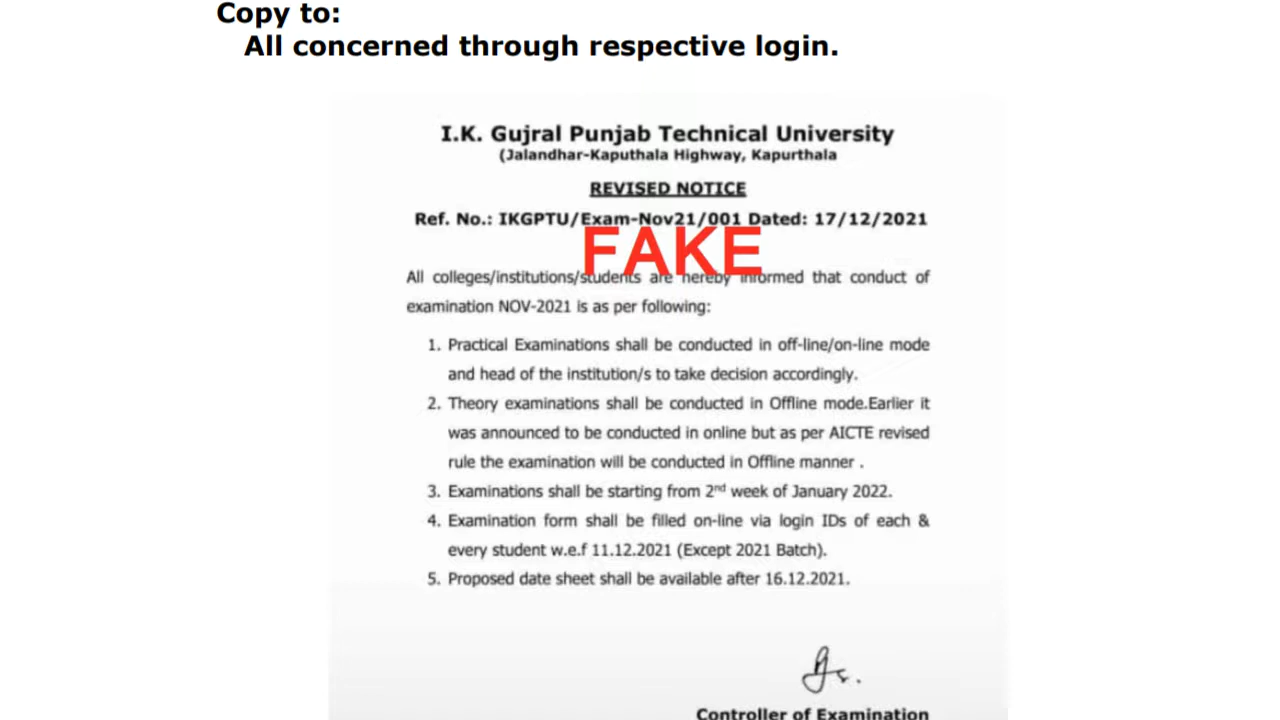 Copy to:
All concerned through respective login.
I.K. Gujral Punjab Technical University
(Jalandhar-Kaputhala Highway, Kapurthala
REVISED NOTICE
Ref. No.: IKGPTU/Exam-Nov21/001 Dated: 17/12/2021
FAKE
All colleges/institutions/students are hereby informed that conduct of
examination NOV-2021 is as per following:
1. Practical Examinations shall be conducted in off-line/on-line mode
and head of the institution/s to take decision accordingly.
2. Theory examinations shall be conducted in Offline mode.Earlier it
was announced to be conducted in online but as per AICTE revised
rule the examination will be conducted in Offline manner .
3. Examinations shall be starting from 2nd week of January 2022.
4. Examination form shall be filled on-line via login IDs of each &
every student w.e.f 11.12.2021 (Except 2021 Batch).
5. Proposed date sheet shall be available after 16.12.2021.
Controller of Examination